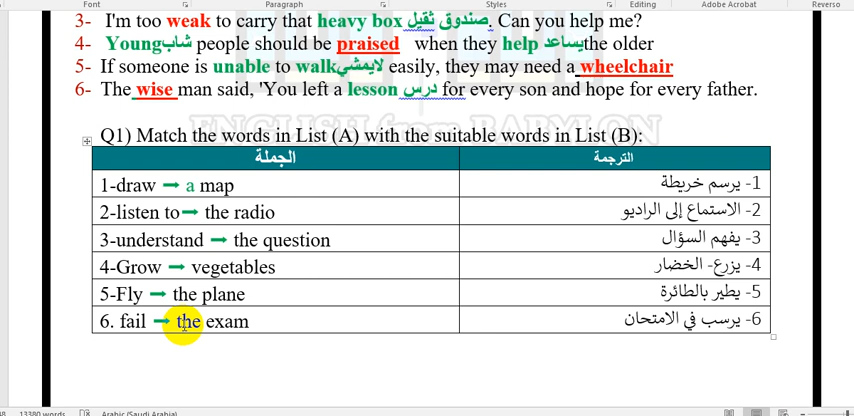 Font Paragraph Styles Editing Adobe Acrobat Reverso
3- I'm too weak to carry that heavy box صندوق ثقيل. Can you help me?
4- Young شاب people should be praised when they help يساعد the older
5- If someone is unable to walk لايمشي easily, they may need a wheelchair
6- The wise man said, 'You left a lesson درس for every son and hope for every father.
ENGLISH from BABYLON
Q1) Match the words in List (A) with the suitable words in List (B):
الجملة الترجمة
1-draw ➞ a map 1- يرسم خريطة
2-listen to ➞ the radio 2- الاستماع إلى الراديو
3-understand ➞ the question 3- يفهم السؤال
4-Grow ➞ vegetables 4- يزرع- الخضار
5-Fly ➞ the plane 5- يطير بالطائرة
6. fail ➞ the exam 6- يرسب في الامتحان
13380 words Arabic (Saudi Arabia)